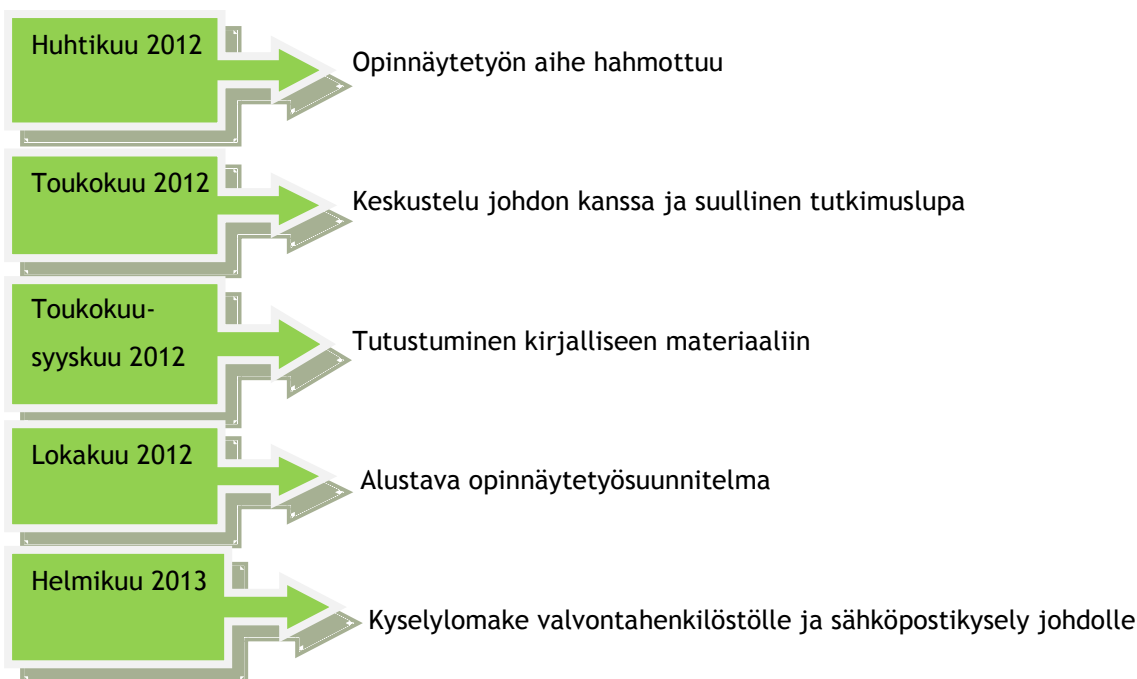 Huhtikuu 2012
Opinnäytetyön aihe hahmottuu
Toukokuu 2012
Keskustelu johdon kanssa ja suullinen tutkimuslupa
Toukokuu-
syyskuu 2012
Tutustuminen kirjalliseen materiaaliin
Lokakuu 2012
Alustava opinnäytetyösuunnitelma
Helmikuu 2013
Kyselylomake valvontahenkilöstölle ja sähköpostikysely johdolle